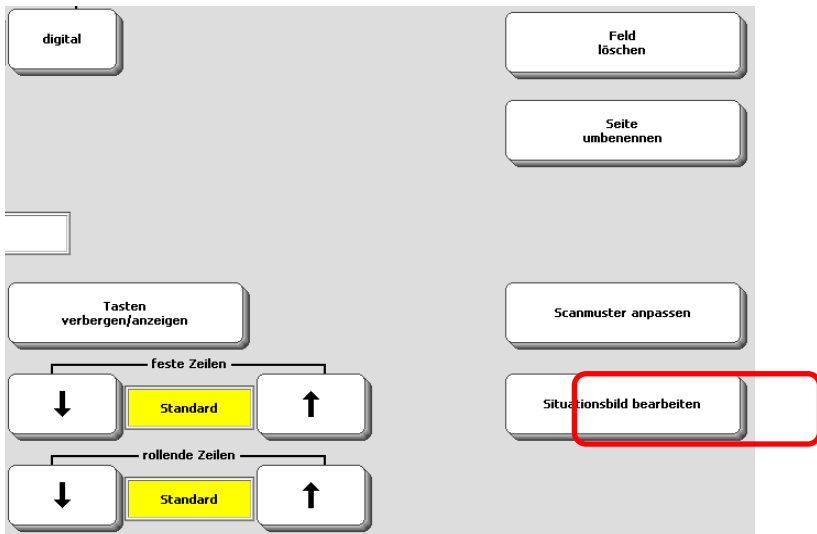 digital
Feld
löschen
Seite
umbenennen
Tasten
verbergen/anzeigen
Scanmuster anpassen
feste Zeilen
Standard
Situationsbild bearbeiten
rollende Zeilen
Standard